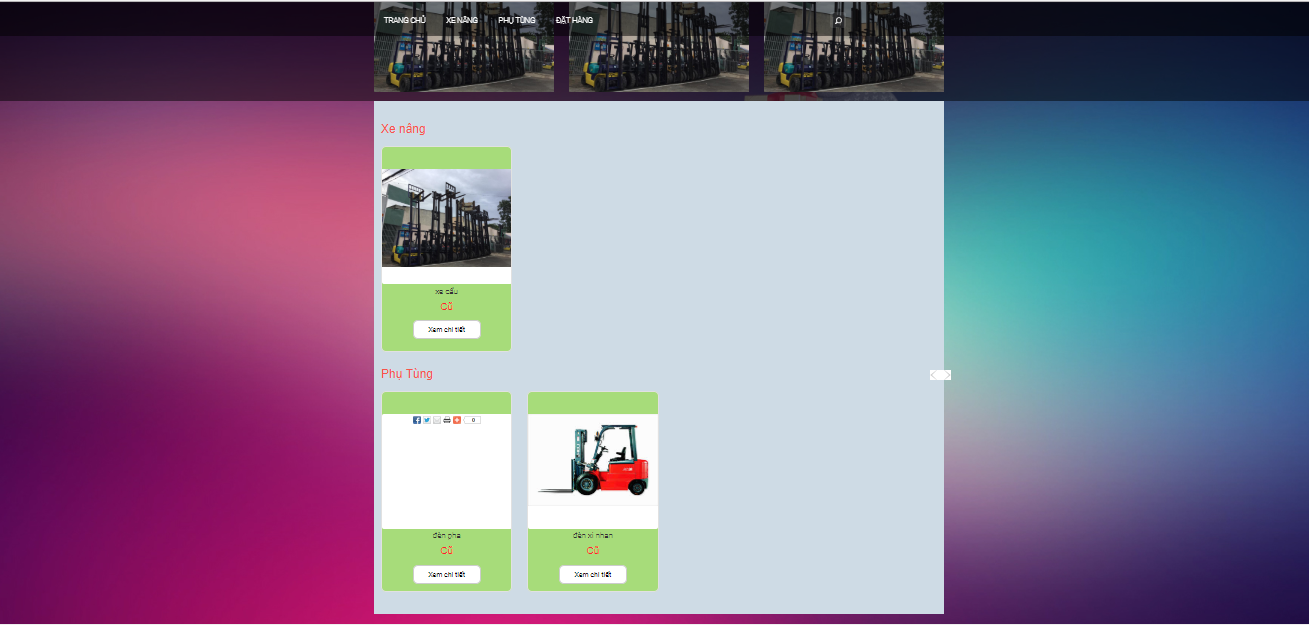 TRANG CHỦ XE NÂNG PHỤ TÙNG ĐẶT HÀNG
Xe nâng
xe cẩu
Cũ
Xem chi tiết
Phụ Tùng
0
đèn pha
Cũ
Xem chi tiết
đèn xi nhan
Cũ
Xem chi tiết